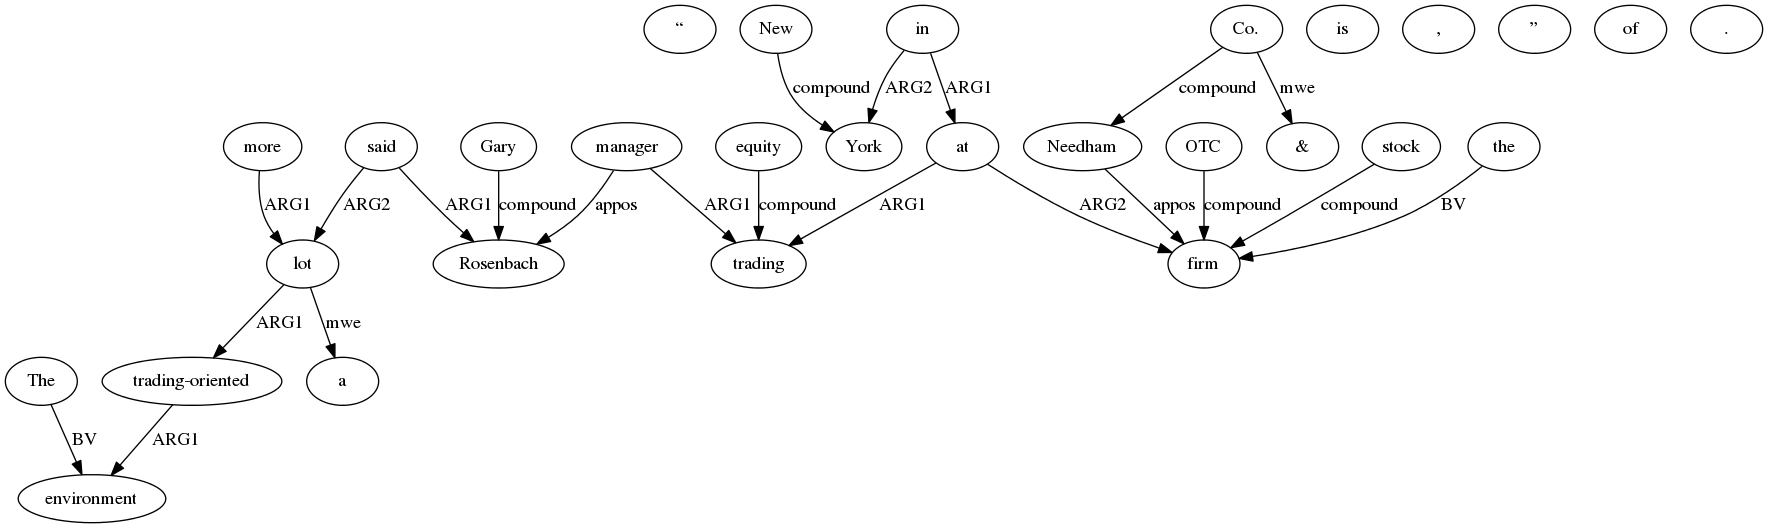 “ New in Co. is , ” of .
compound ARG2 ARG1 compound mwe
more said Gary manager equity York at Needham OTC & stock the
ARG1 ARG2 ARG1 compound appos ARG1 compound ARG1 ARG2 appos compound compound BV
lot Rosenbach trading firm
ARG1 mwe
The trading-oriented a
BV ARG1
environment